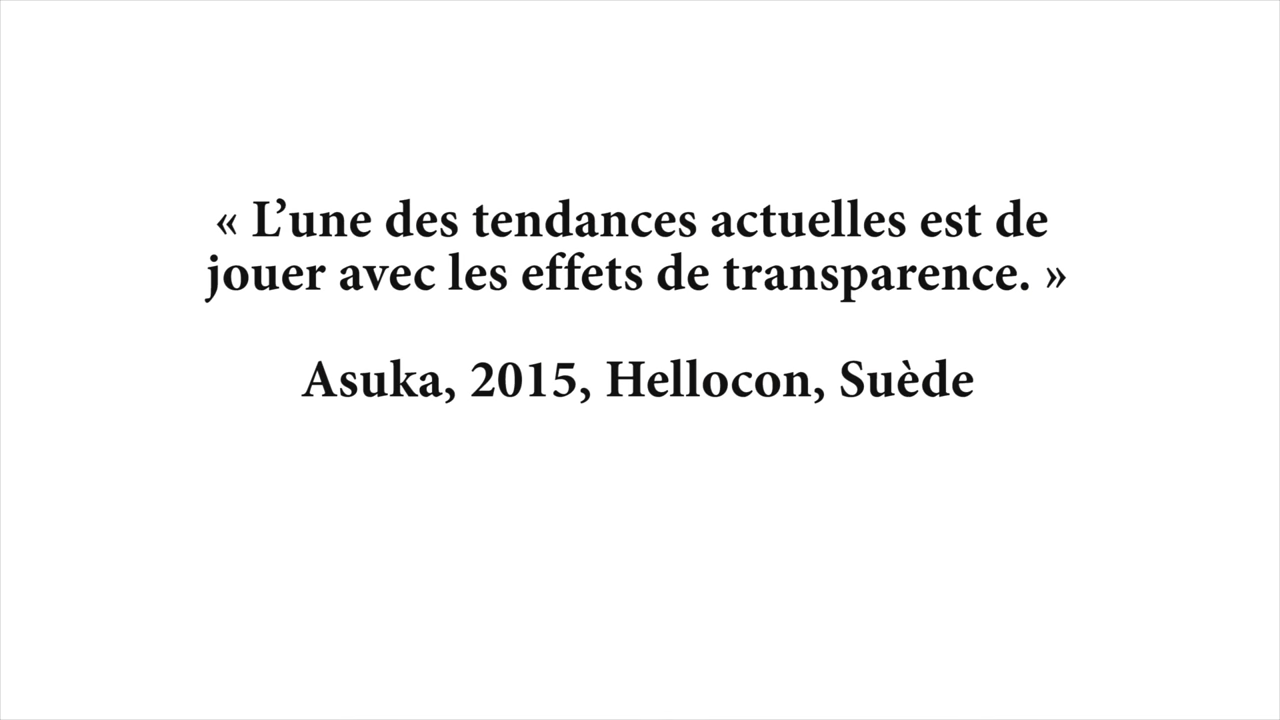 « L’une des tendances actuelles est de
jouer avec les effets de transparence. »
Asuka, 2015, Hellocon, Suède